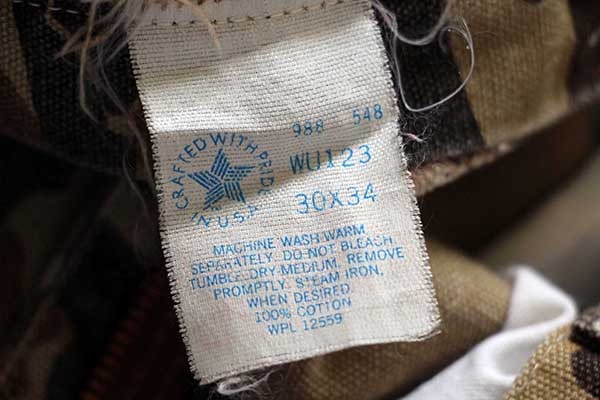 988 548
CRAFTED WITH PRIDE
IN U.S.A.
WU123
30X34
MACHINE WASH WARM
SEPARATELY. DO NOT BLEACH.
TUMBLE DRY MEDIUM, REMOVE
PROMPTLY. STEAM IRON,
WHEN DESIRED.
100% COTTON
WPL 12559